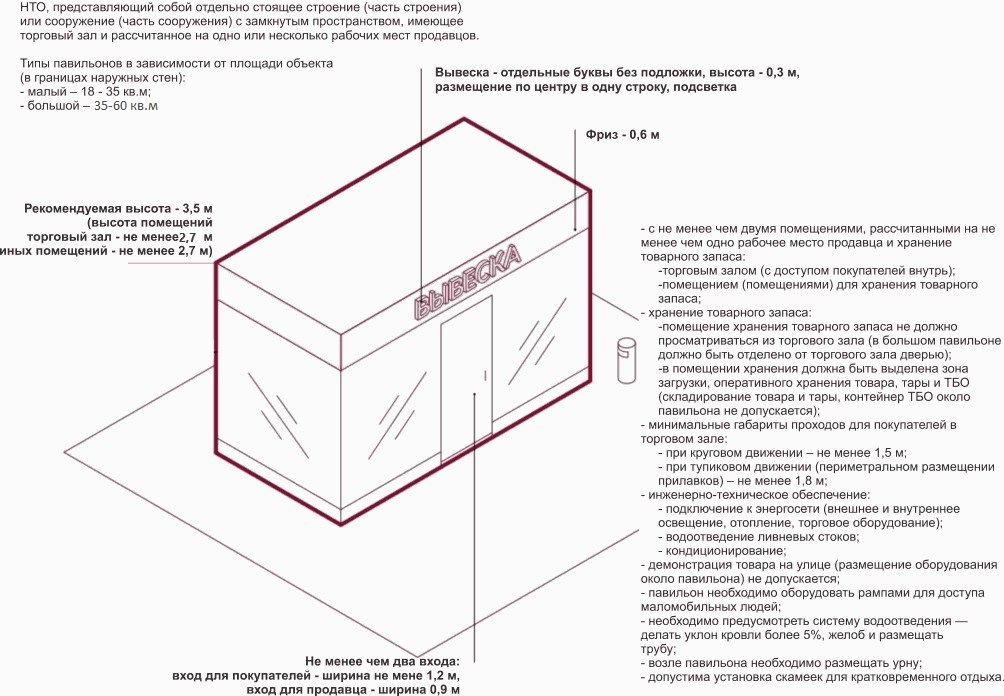 НТО, представляющий собой отдельно стоящее строение (часть строения)
или сооружение (часть сооружения) с замкнутым пространством, имеющее
торговый зал и рассчитанное на одно или несколько рабочих мест продавцов.
Типы павильонов в зависимости от площади объекта
(в границах наружных стен):
- малый – 18 - 35 кв.м;
- большой – 35-60 кв.м
Вывеска - отдельные буквы без подложки, высота - 0,3 м,
размещение по центру в одну строку, подсветка
Фриз - 0,6 м
Рекомендуемая высота - 3,5 м
(высота помещений
торговый зал - не менее2,7 м
иных помещений - не менее 2,7 м)
ВЫВЕСКА
- с не менее чем двумя помещениями, рассчитанными на не
менее чем одно рабочее место продавца и хранение
товарного запаса:
-торговым залом (с доступом покупателей внутрь);
-помещением (помещениями) для хранения товарного
запаса;
- хранение товарного запаса:
-помещение хранения товарного запаса не должно
просматриваться из торгового зала (в большом павильоне
должно быть отделено от торгового зала дверью);
-в помещении хранения должна быть выделена зона
загрузки, оперативного хранения товара, тары и ТБО
(складирование товара и тары, контейнер ТБО около
павильона не допускается);
- минимальные габариты проходов для покупателей в
торговом зале:
- при круговом движении – не менее 1,5 м;
- при тупиковом движении (периметральном размещении
прилавков) – не менее 1,8 м;
- инженерно-техническое обеспечение:
- подключение к энергосети (внешнее и внутреннее
освещение, отопление, торговое оборудование);
- водоотведение ливневых стоков;
- кондиционирование;
- демонстрация товара на улице (размещение оборудования
около павильона) не допускается;
- павильон необходимо оборудовать рампами для доступа
маломобильных людей;
- необходимо предусмотреть систему водоотведения —
делать уклон кровли более 5%, желоб и размещать
трубу;
- возле павильона необходимо размещать урну;
- допустима установка скамеек для кратковременного отдыха.
Не менее чем два входа:
вход для покупателей - ширина не мене 1,2 м,
вход для продавца - ширина 0,9 м